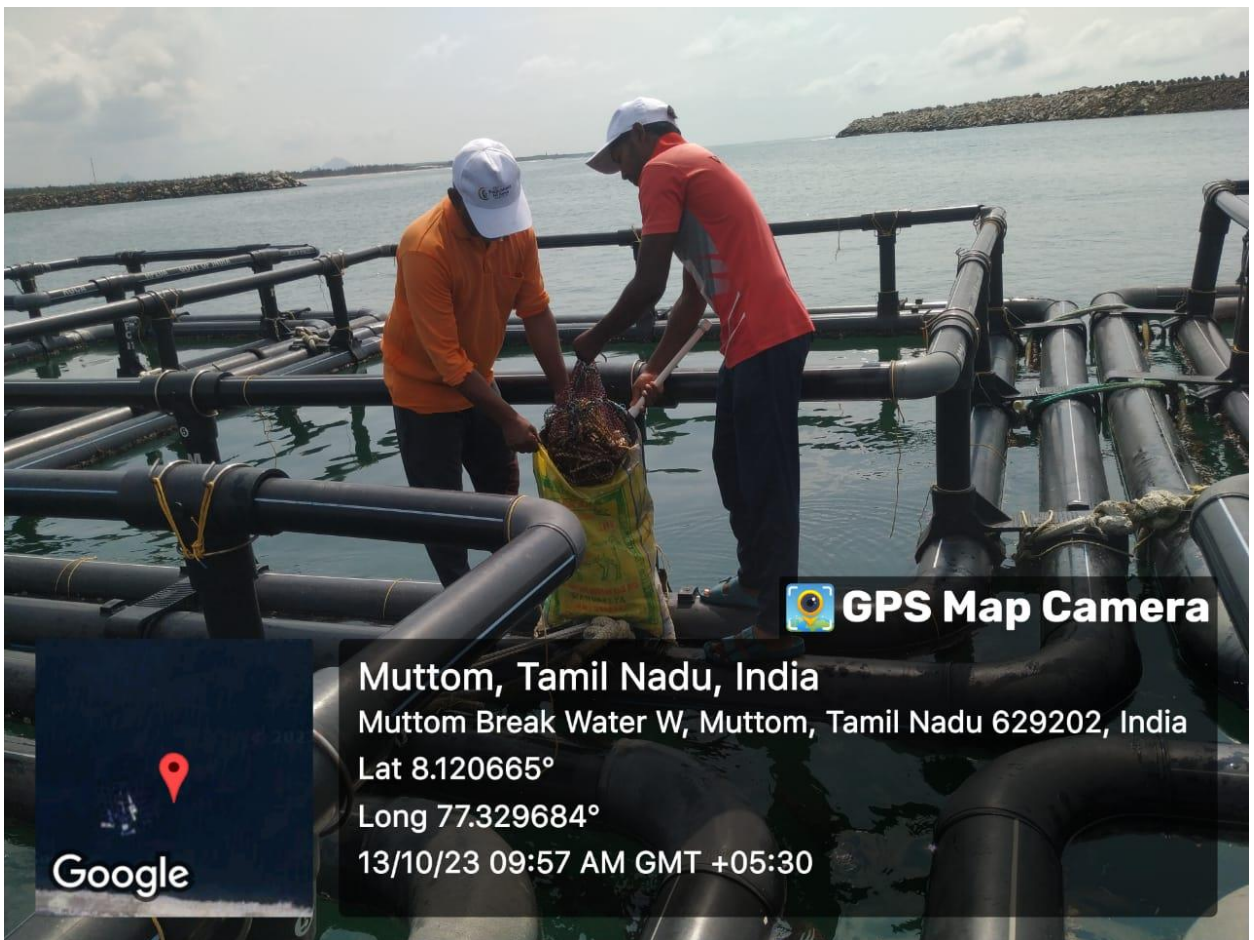 GPS Map Camera
Muttom, Tamil Nadu, India
Muttom Break Water W, Muttom, Tamil Nadu 629202, India
Lat 8.120665°
Long 77.329684°
13/10/23 09:57 AM GMT +05:30
Google